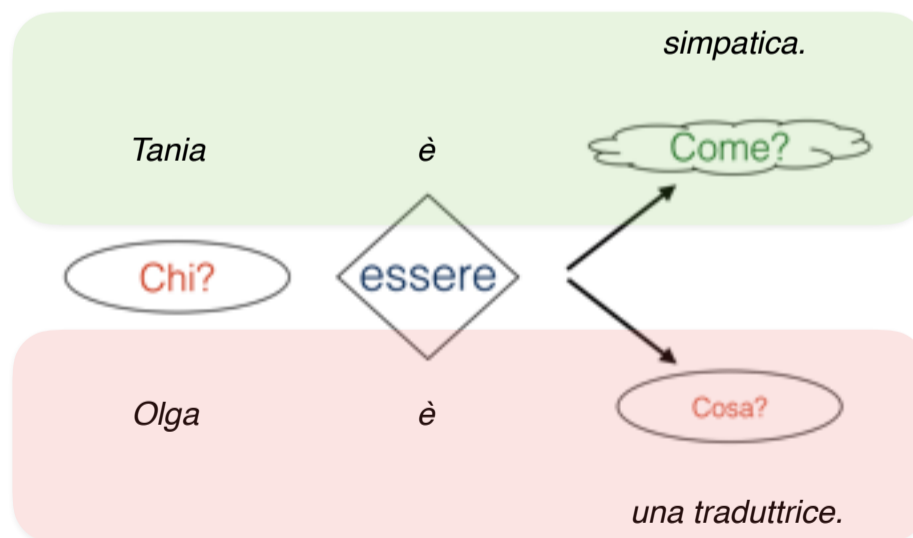 simpatica.
Tania è Come?
Chi? essere
Olga è Cosa?
una traduttrice.